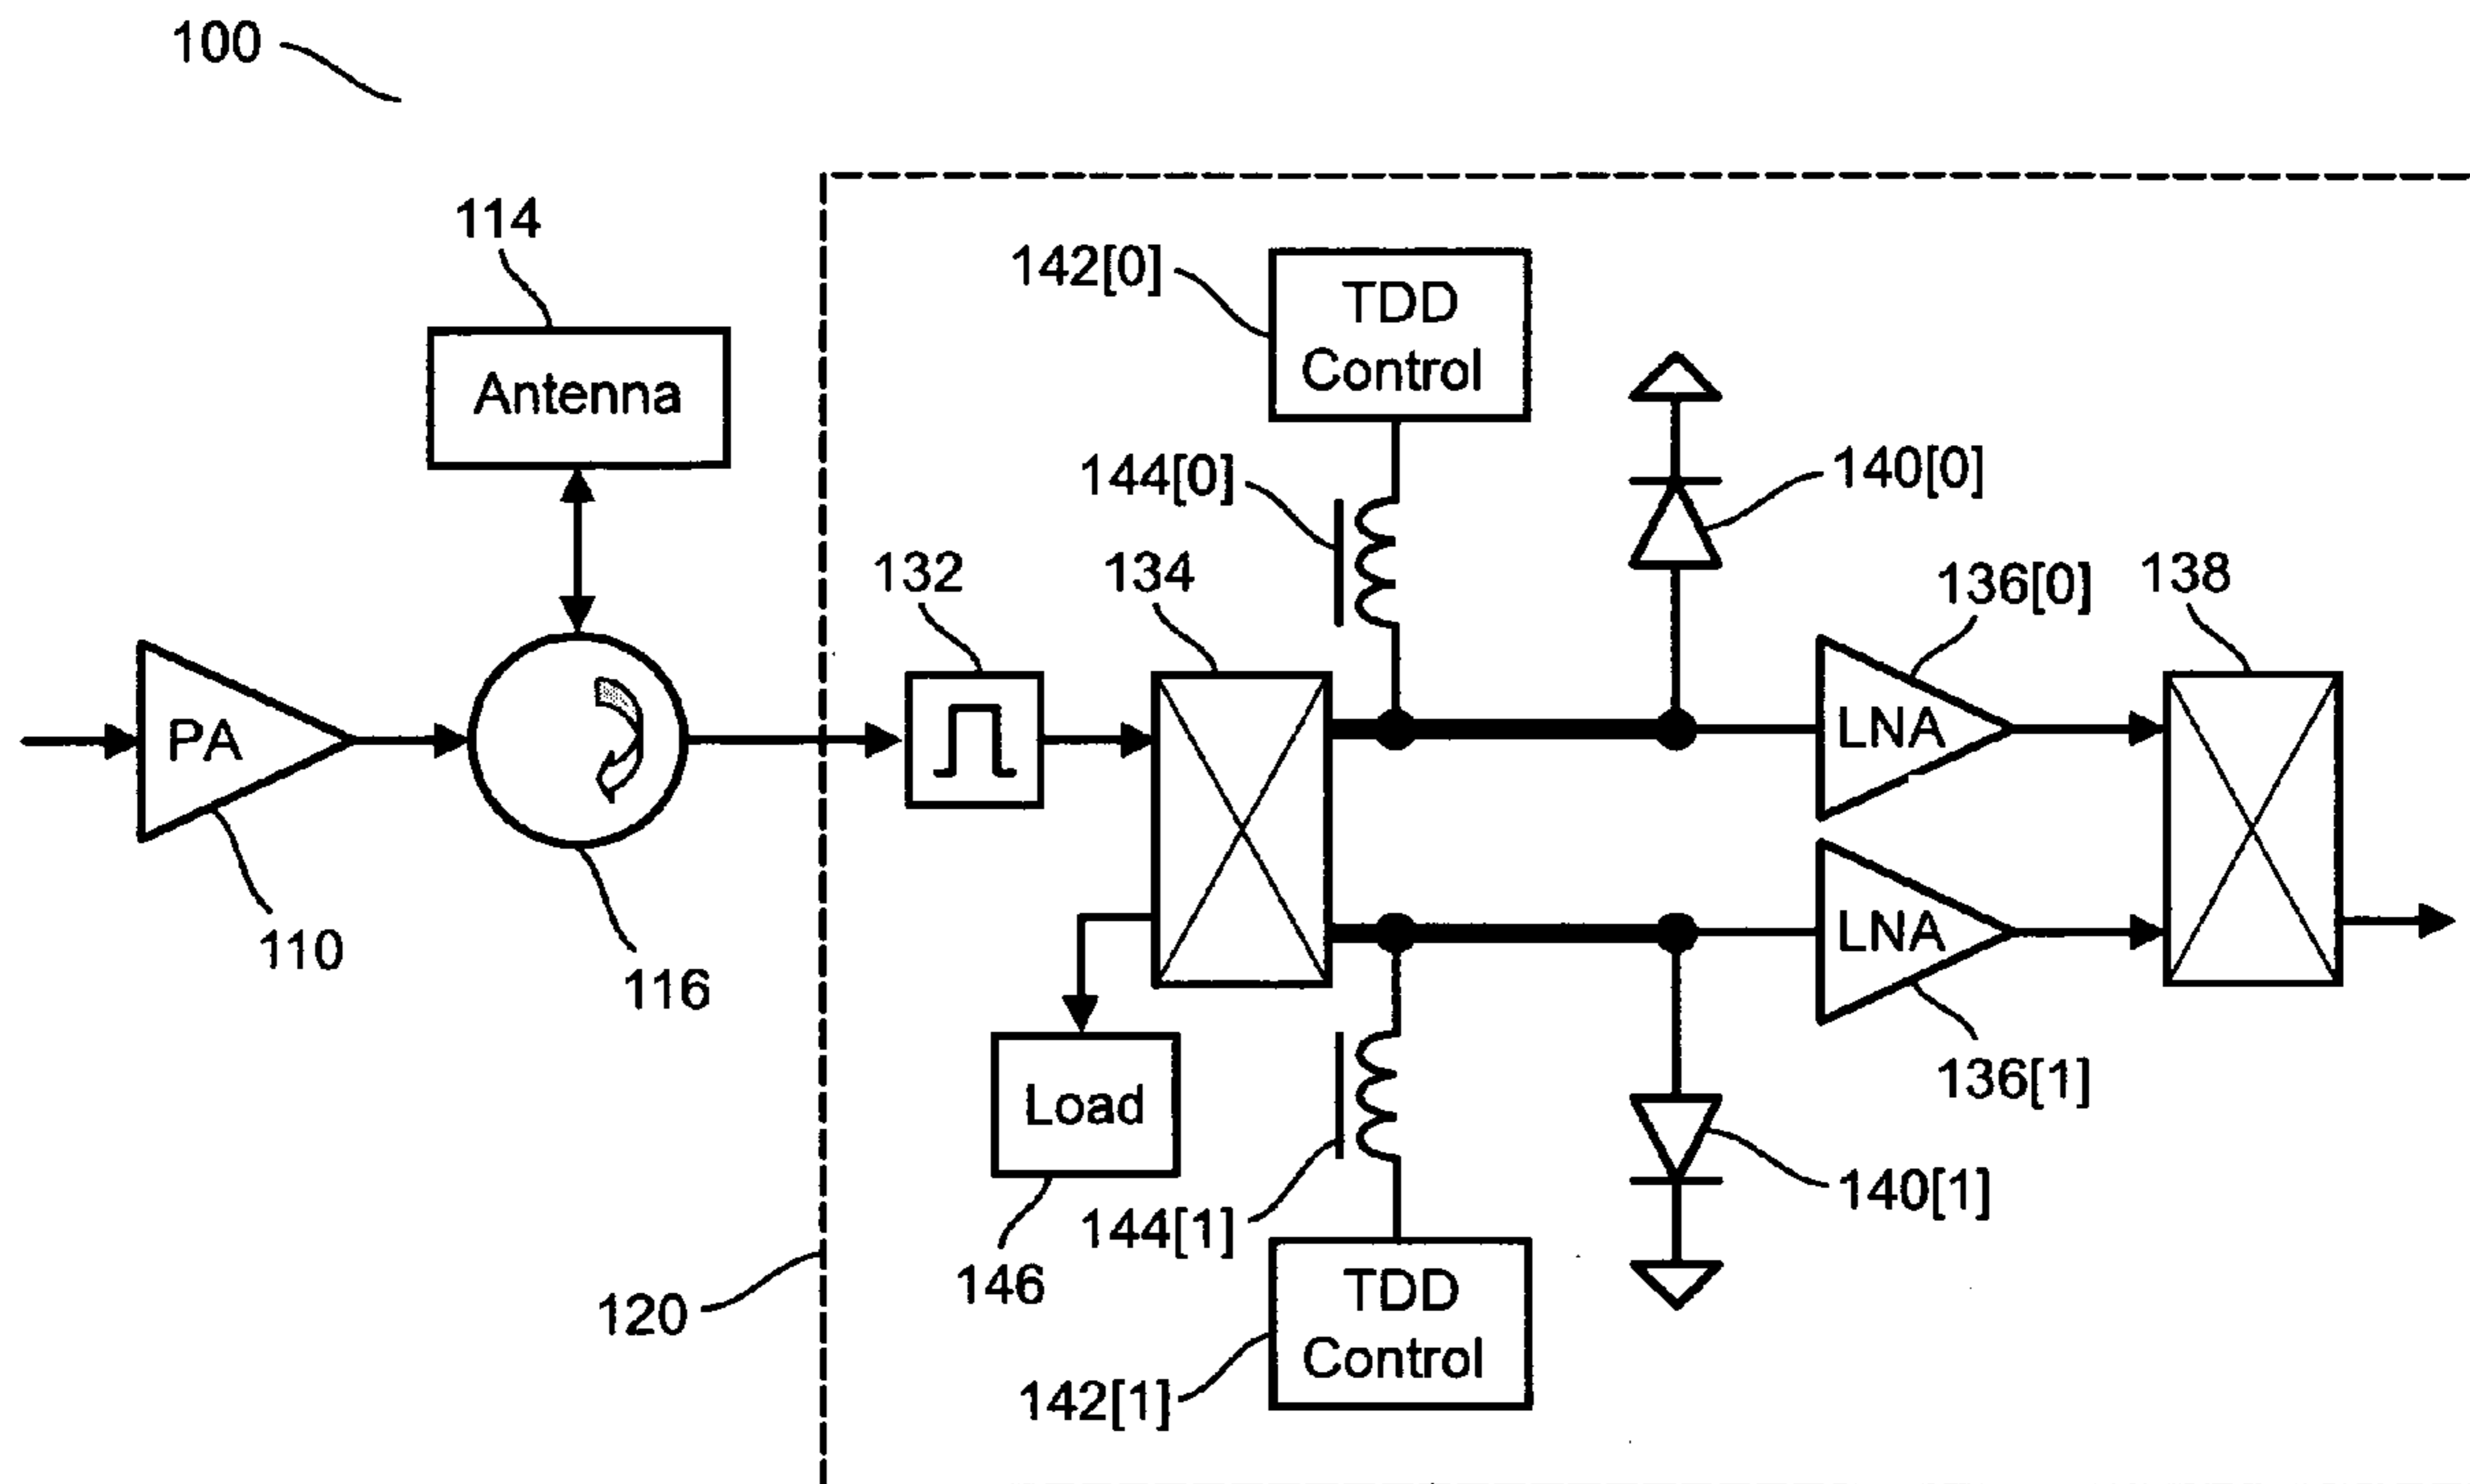 100
114
142[0]
TDD
Control
Antenna
144[0]
140[0]
132
134
136[0]
138
PA
LNA
LNA
110
116
Load
136[1]
140[1]
144[1]
146
120
TDD
Control
142[1]